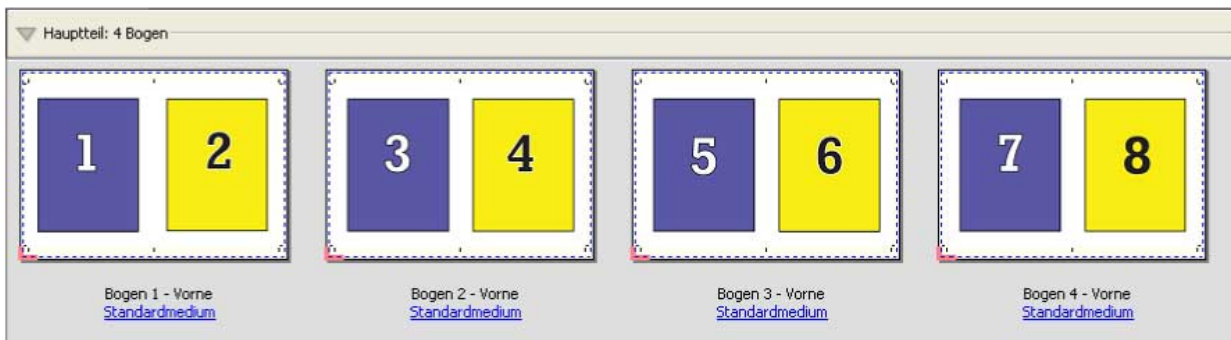 Hauptteil: 4 Bogen
1 2 3 4 5 6 7 8
Bogen 1 - Vorne Bogen 2 - Vorne Bogen 3 - Vorne Bogen 4 - Vorne
Standardmedium Standardmedium Standardmedium Standardmedium